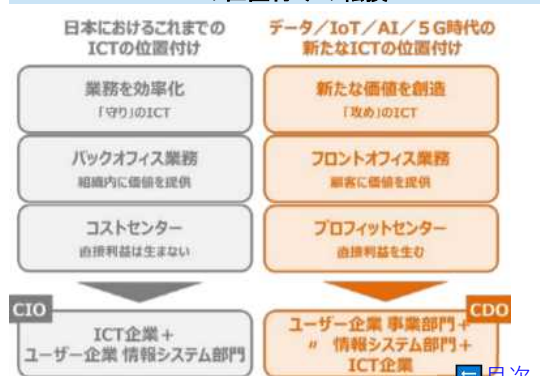 日本におけるこれまでの
ICTの位置付け
業務を効率化
「守り」のICT
バックオフィス業務
組織内に価値を提供
コストセンター
直接利益は生まない
CIO
ICT企業＋
ユーザー企業 情報システム部門
データ／IoT／AI／５G時代の
新たなICTの位置付け
新たな価値を創造
「攻め」のICT
フロントオフィス業務
顧客に価値を提供
プロフィットセンター
直接利益を生む
CDO
ユーザー企業 事業部門＋
〃 情報システム部門＋
ICT企業
目次